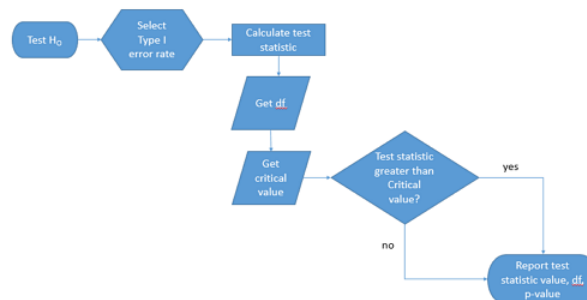 Test H₀
Select
Type I
error rate
Calculate test
statistic
Get df
Get
critical
value
Test statistic
greater than
Critical
value?
yes
no
Report test
statistic value, df,
p-value